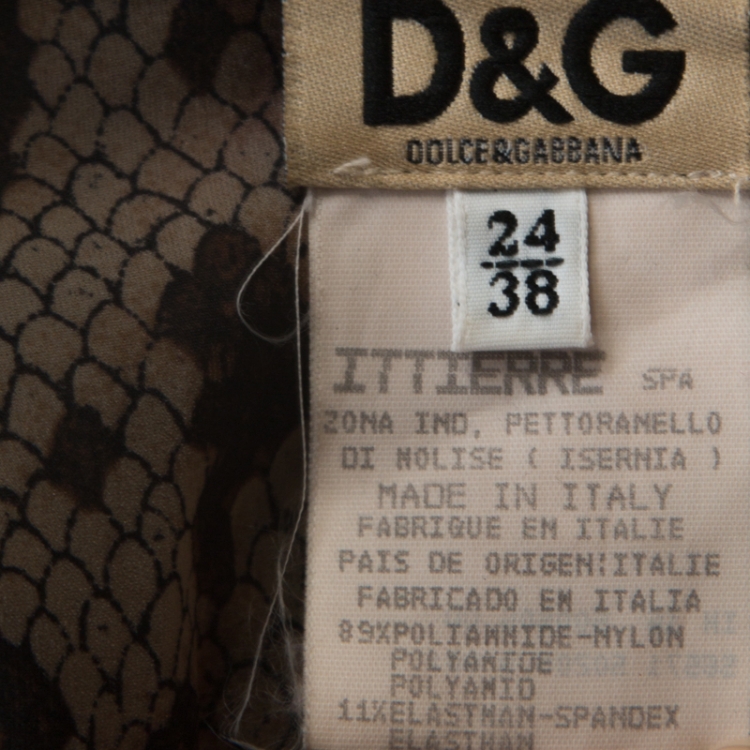 D&G
DOLCE&GABBANA
24
38
ITTIERRE SPA
ZONA IND. PETTORANELLO
DI MOLISE ( ISERNIA )
MADE IN ITALY
FABRIQUE EN ITALIE
PAIS DE ORIGEN:ITALIE
FABRICADO EN ITALIA
89%POLIAMMIDE-NYLON
POLYAMIDE
POLYAMID
11%ELASTHAN-SPANDEX
ELASTHAN